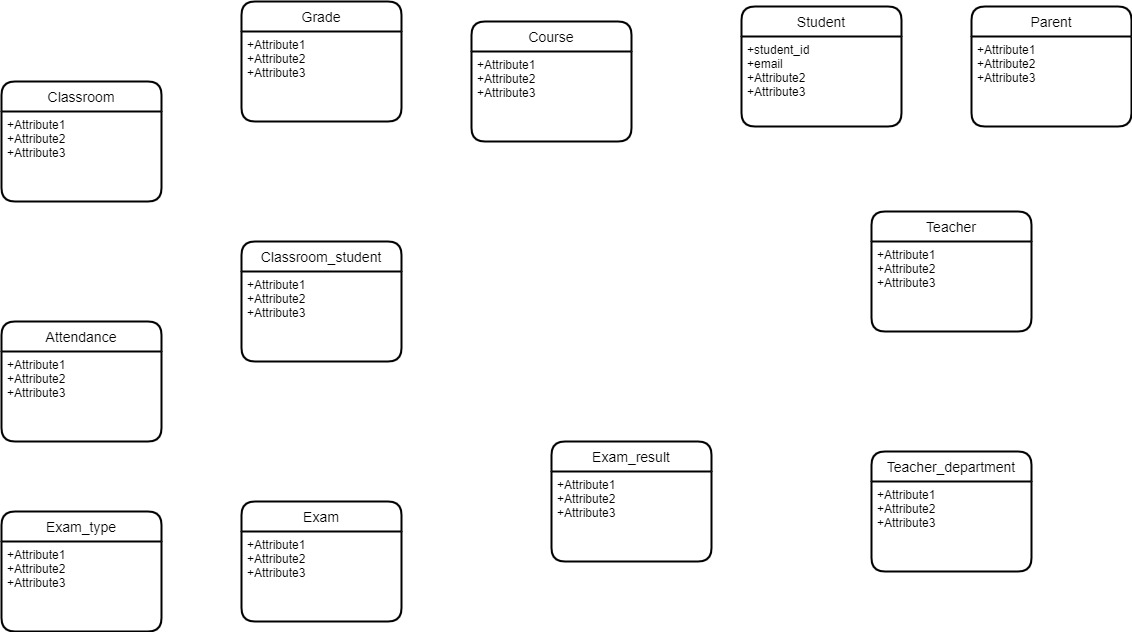 Grade
+Attribute1
+Attribute2
+Attribute3
Course
+Attribute1
+Attribute2
+Attribute3
Student
+student_id
+email
+Attribute2
+Attribute3
Parent
+Attribute1
+Attribute2
+Attribute3
Classroom
+Attribute1
+Attribute2
+Attribute3
Classroom_student
+Attribute1
+Attribute2
+Attribute3
Teacher
+Attribute1
+Attribute2
+Attribute3
Attendance
+Attribute1
+Attribute2
+Attribute3
Exam_result
+Attribute1
+Attribute2
+Attribute3
Teacher_department
+Attribute1
+Attribute2
+Attribute3
Exam_type
+Attribute1
+Attribute2
+Attribute3
Exam
+Attribute1
+Attribute2
+Attribute3